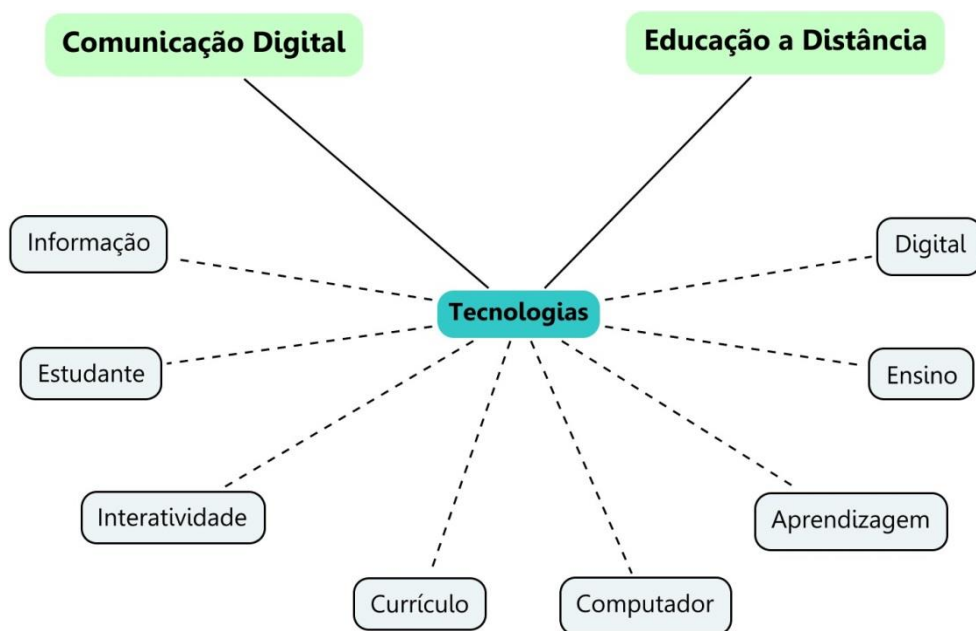 Comunicação Digital
Educação a Distância
Informação
Digital
Tecnologias
Estudante
Ensino
Interatividade
Aprendizagem
Currículo
Computador